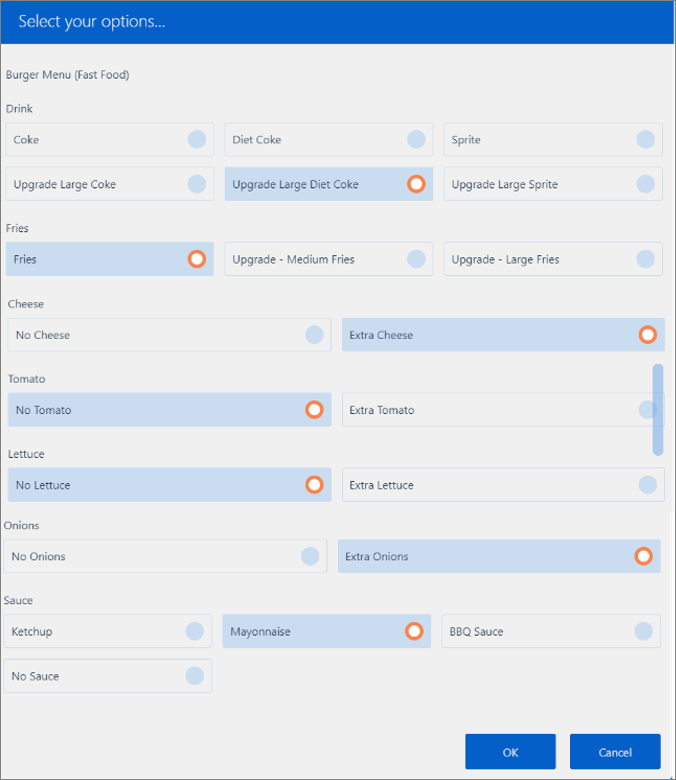 Select your options...
Burger Menu (Fast Food)
Drink
Coke Diet Coke Sprite
Upgrade Large Coke Upgrade Large Diet Coke Upgrade Large Sprite
Fries
Fries Upgrade - Medium Fries Upgrade - Large Fries
Cheese
No Cheese Extra Cheese
Tomato
No Tomato Extra Tomato
Lettuce
No Lettuce Extra Lettuce
Onions
No Onions Extra Onions
Sauce
Ketchup Mayonnaise BBQ Sauce
No Sauce
OK Cancel